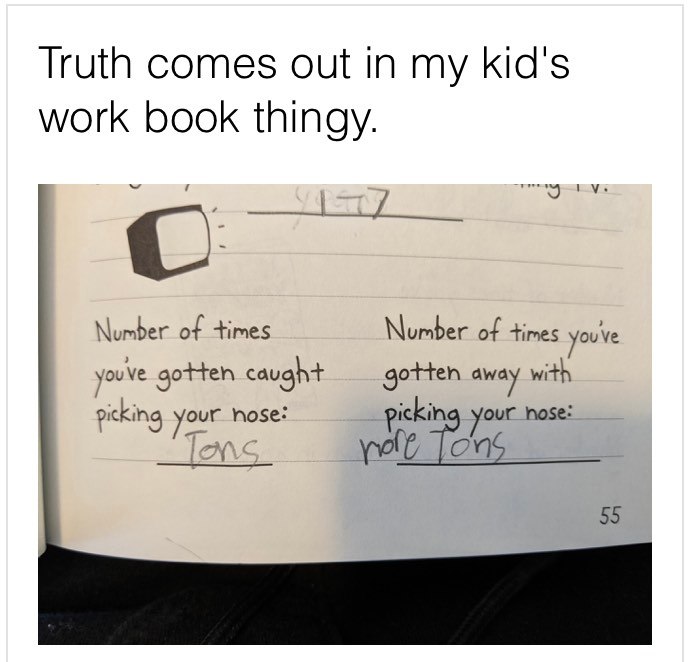 Truth comes out in my kid's
work book thingy.
Number of times
you've gotten caught
picking your nose:
Tons
Number of times you've
gotten away with
picking your nose:
more Tons
55